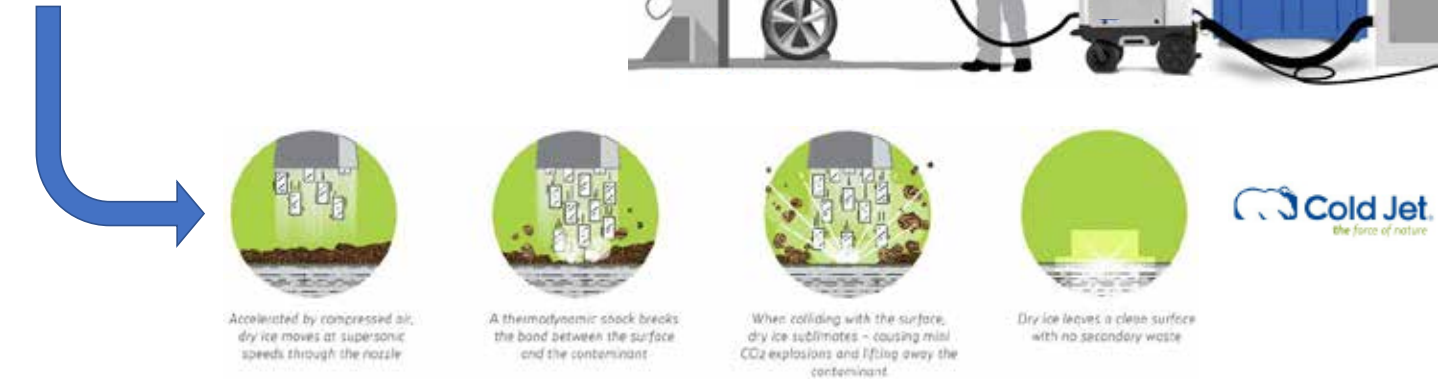 Accelerated by compressed air,
dry ice moves at supersonic
speeds through the nozzle
A thermodynamic shock breaks
the bond between the surface
and the contaminant
When colliding with the surface,
dry ice sublimates – causing mini
CO2 explosions and lifting away the
contaminant
Dry ice leaves a clean surface
with no secondary waste
Cold Jet.
the force of nature